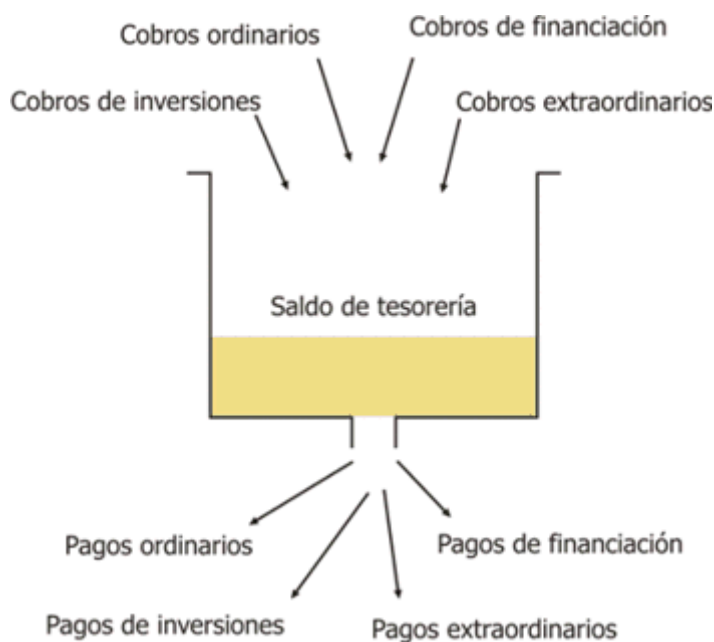 Cobros ordinarios
Cobros de financiación
Cobros de inversiones
Cobros extraordinarios
Saldo de tesorería
Pagos ordinarios
Pagos de financiación
Pagos de inversiones
Pagos extraordinarios